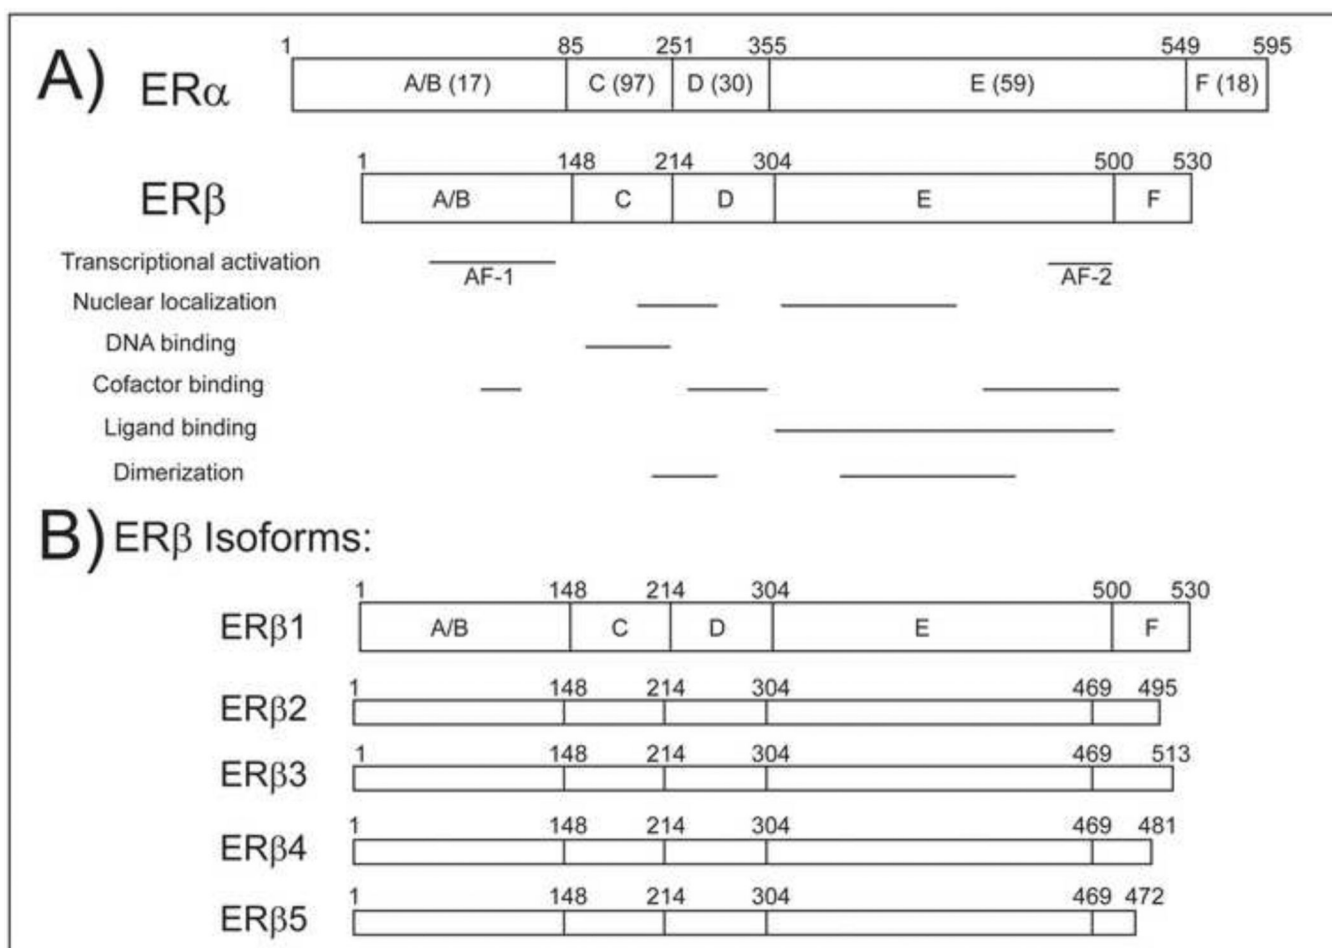 A)
1 85 251 355 549 595
ERα A/B (17) C (97) D (30) E (59) F (18)
1 148 214 304 500 530
ERβ A/B C D E F
Transcriptional activation AF-1 AF-2
Nuclear localization
DNA binding
Cofactor binding
Ligand binding
Dimerization
B) ERβ Isoforms:
1 148 214 304 500 530
ERβ1 A/B C D E F
1 148 214 304 469 495
ERβ2
1 148 214 304 469 513
ERβ3
1 148 214 304 469 481
ERβ4
1 148 214 304 469 472
ERβ5